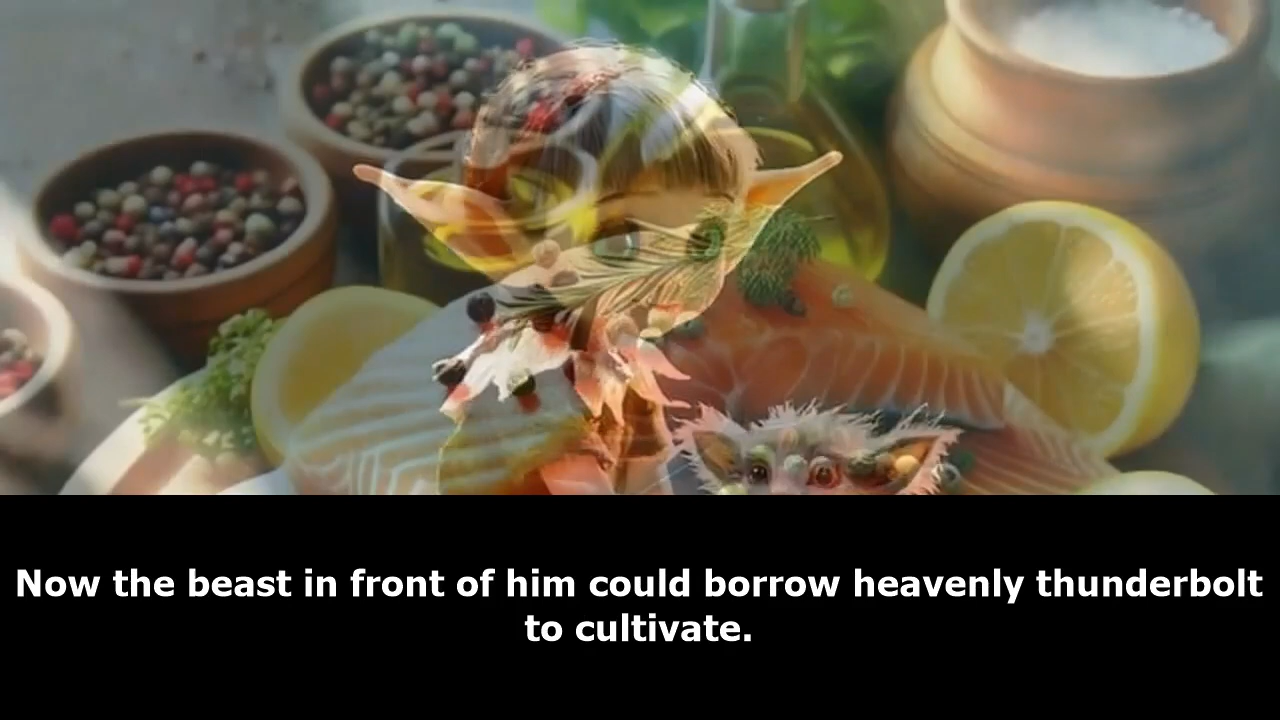 Now the beast in front of him could borrow heavenly thunderbolt
to cultivate.